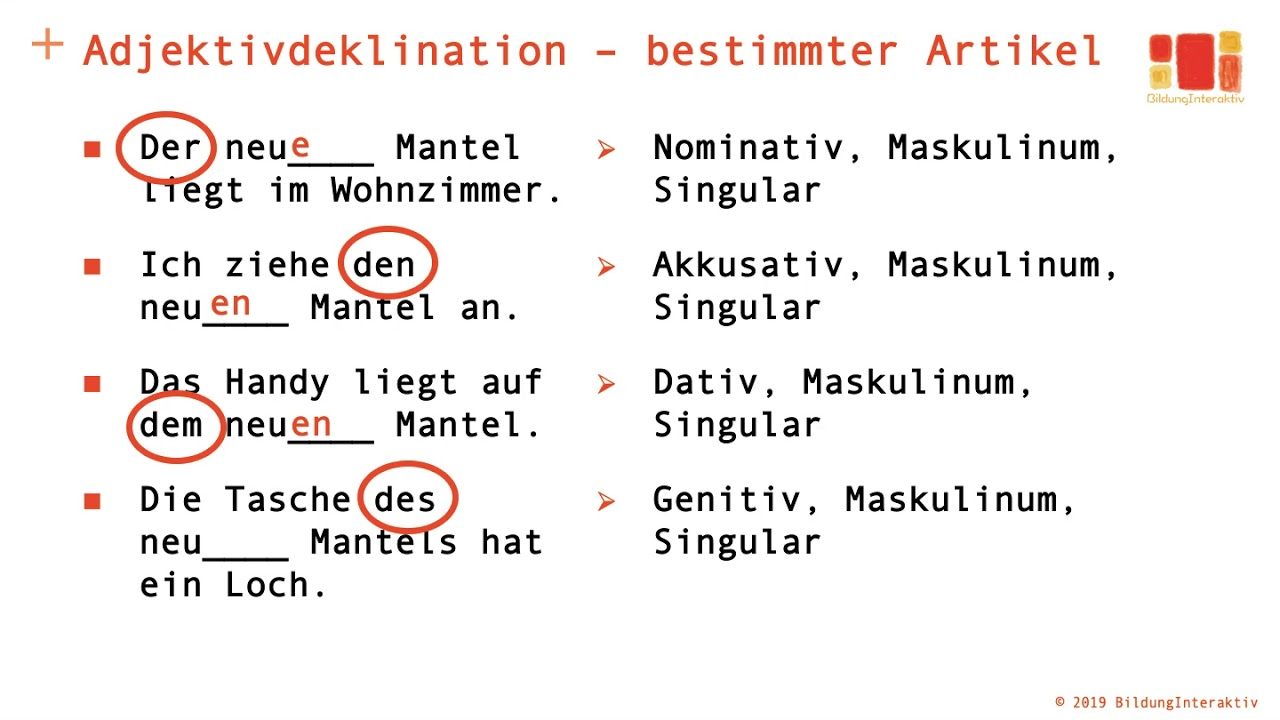 + Adjektivdeklination – bestimmter Artikel
BildungInteraktiv
Der neue____ Mantel
liegt im Wohnzimmer.
Nominativ, Maskulinum,
Singular
Ich ziehe den
neuen____ Mantel an.
Akkusativ, Maskulinum,
Singular
Das Handy liegt auf
dem neuen____ Mantel.
Dativ, Maskulinum,
Singular
Die Tasche des
neu____ Mantels hat
ein Loch.
Genitiv, Maskulinum,
Singular
© 2019 BildungInteraktiv